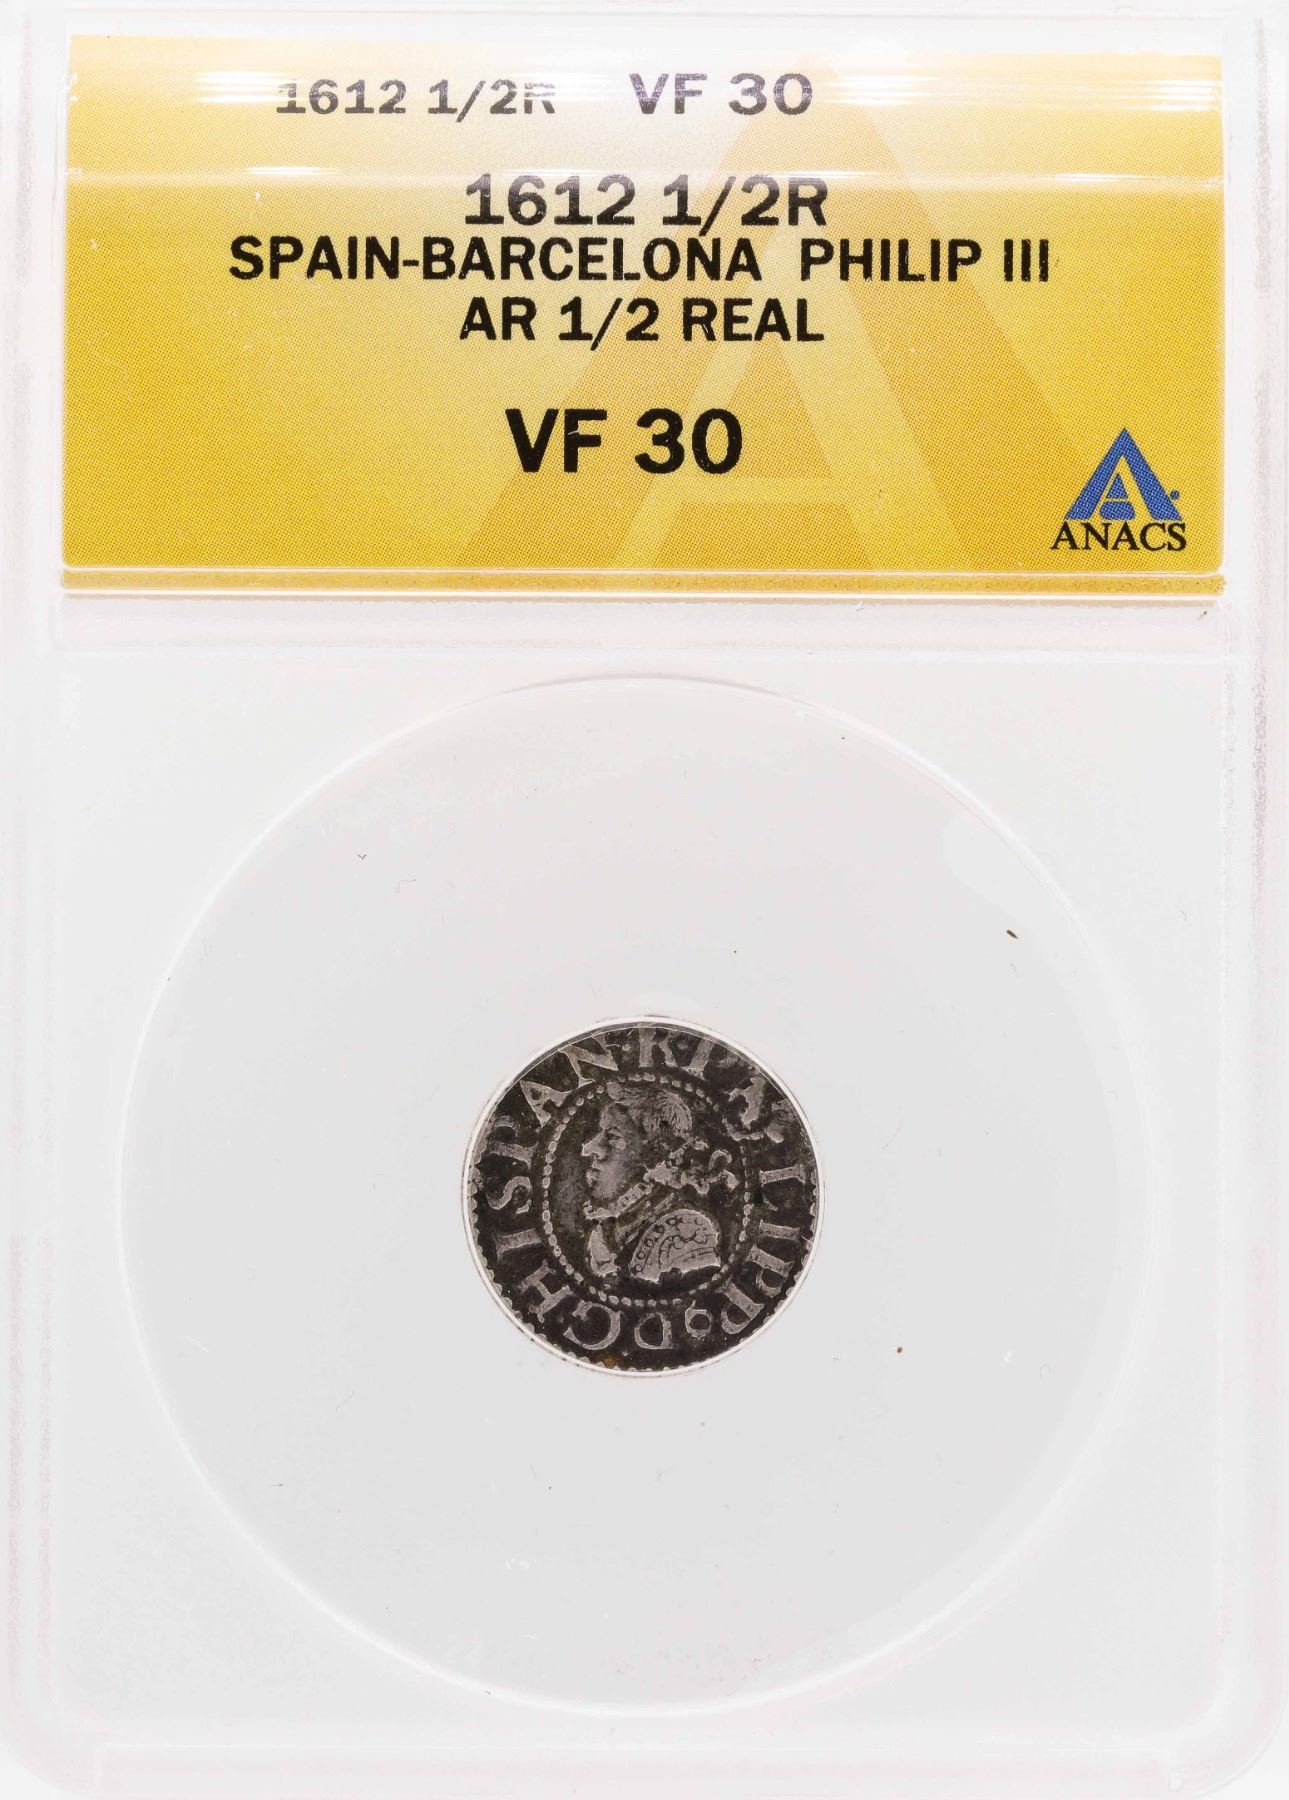 1612 1/2R VF 30
1612 1/2R
SPAIN-BARCELONA PHILIP III
AR 1/2 REAL
VF 30
ANACS
D G HISPAN R